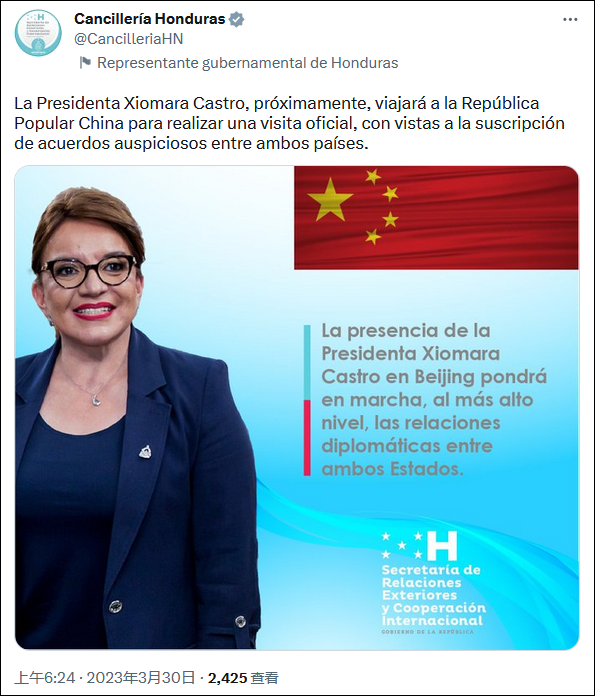 Cancillería Honduras
@CancilleriaHN
Representante gubernamental de Honduras
La Presidenta Xiomara Castro, próximamente, viajará a la República
Popular China para realizar una visita oficial, con vistas a la suscripción
de acuerdos auspiciosos entre ambos países.
La presencia de la
Presidenta Xiomara
Castro en Beijing pondrá
en marcha, al más alto
nivel, las relaciones
diplomáticas entre
ambos Estados.
H
Secretaría de
Relaciones
Exteriores
y Cooperación
Internacional
GOBIERNO DE LA REPÚBLICA
上午6:24 · 2023年3月30日 · 2,425 查看